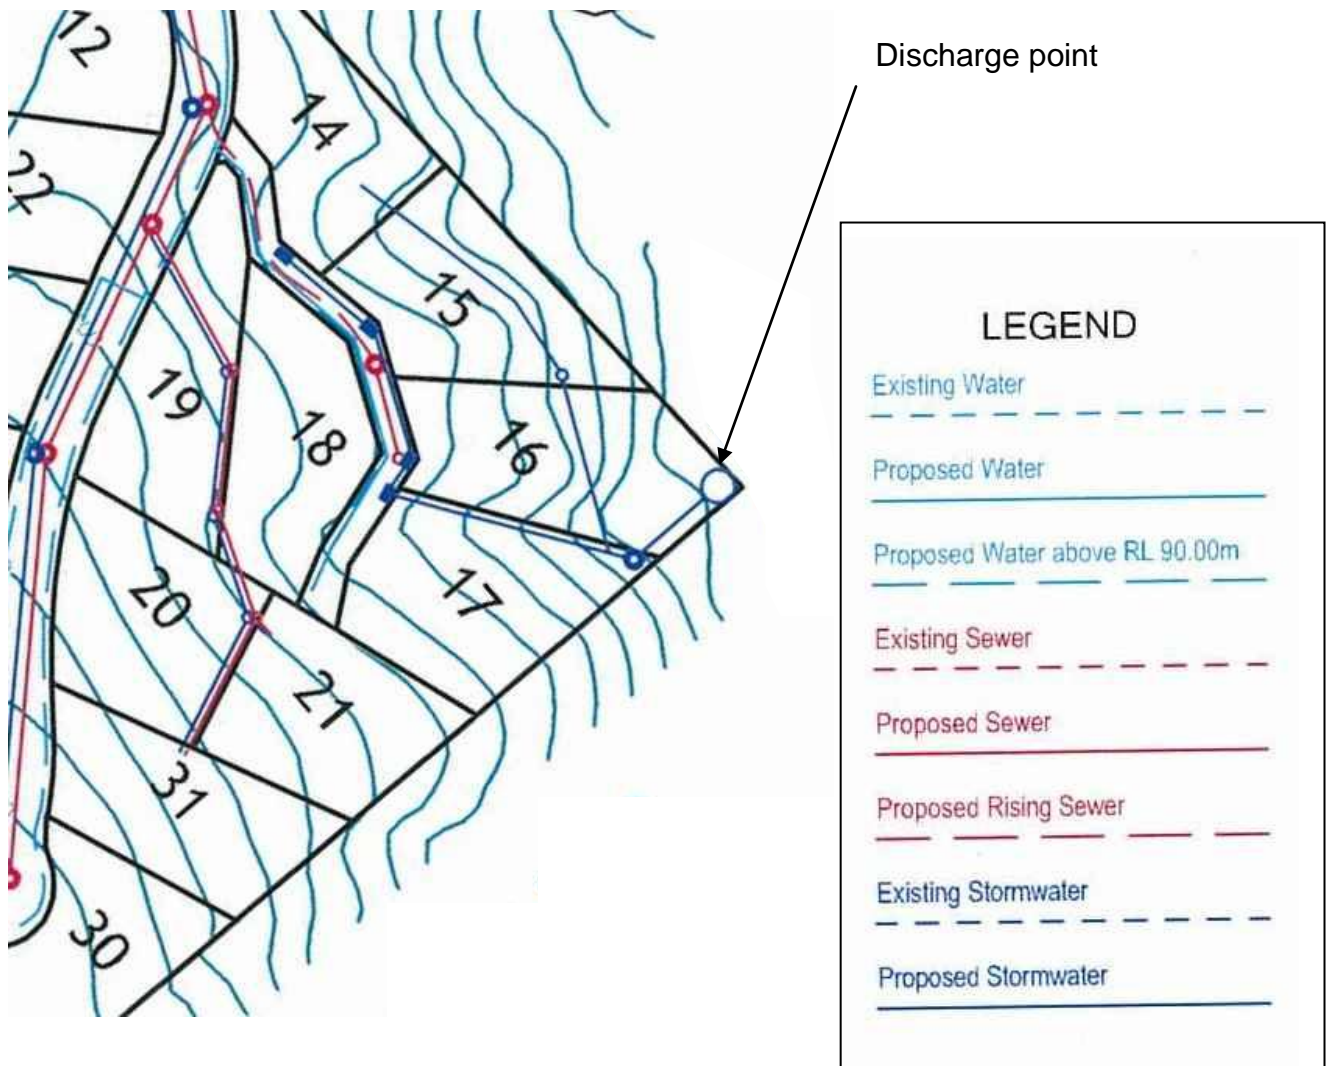 Discharge point
12
14
22
15
19
18
16
20
17
21
31
30
LEGEND
Existing Water
Proposed Water
Proposed Water above RL 90.00m
Existing Sewer
Proposed Sewer
Proposed Rising Sewer
Existing Stormwater
Proposed Stormwater